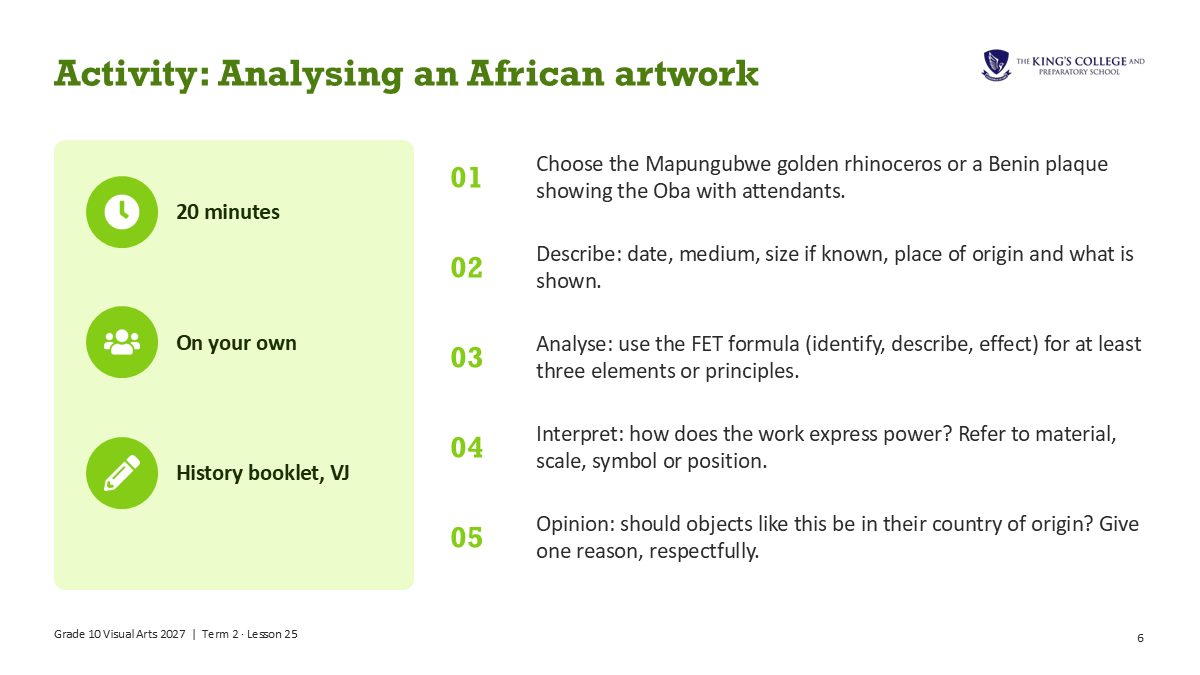 Activity: Analysing an African artwork
THE KING'S COLLEGE AND
PREPARATORY SCHOOL
20 minutes
On your own
History booklet, VJ
01
Choose the Mapungubwe golden rhinoceros or a Benin plaque
showing the Oba with attendants.
02
Describe: date, medium, size if known, place of origin and what is
shown.
03
Analyse: use the FET formula (identify, describe, effect) for at least
three elements or principles.
04
Interpret: how does the work express power? Refer to material,
scale, symbol or position.
05
Opinion: should objects like this be in their country of origin? Give
one reason, respectfully.
Grade 10 Visual Arts 2027 | Term 2 · Lesson 25
6